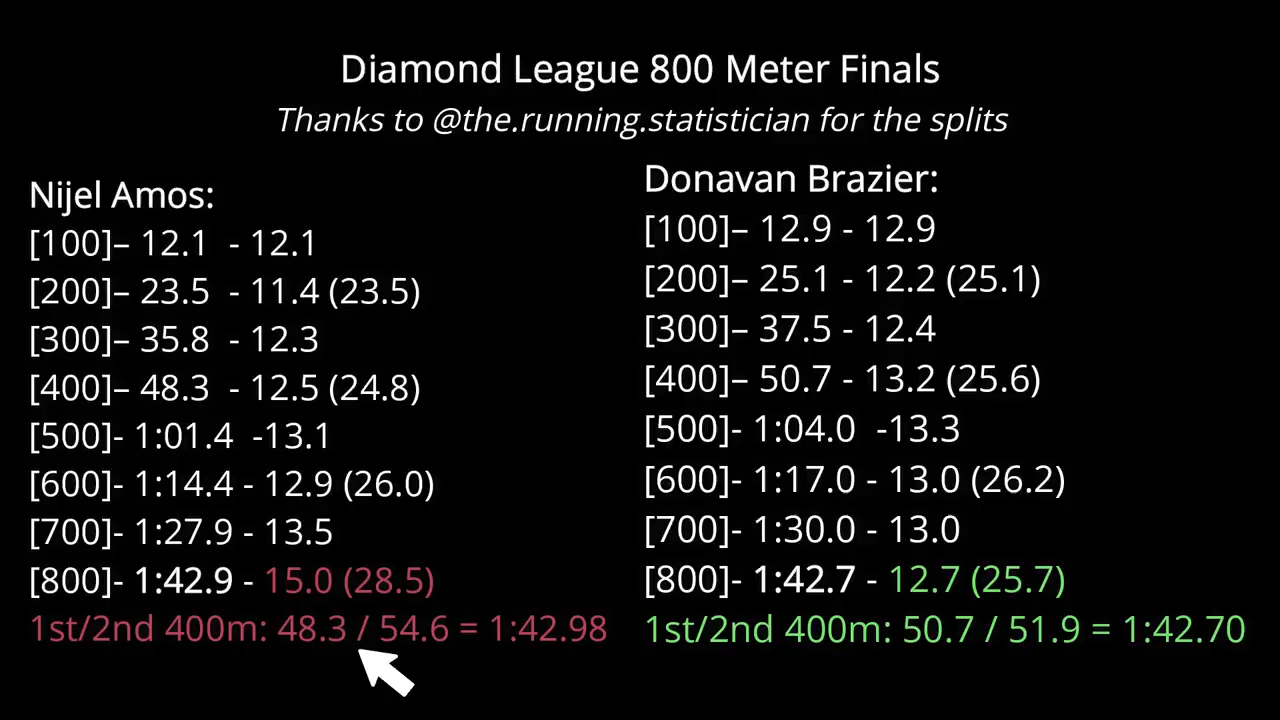 Diamond League 800 Meter Finals
Thanks to @the.running.statistician for the splits
Nijel Amos:
[100]– 12.1 - 12.1
[200]– 23.5 - 11.4 (23.5)
[300]– 35.8 - 12.3
[400]– 48.3 - 12.5 (24.8)
[500]- 1:01.4 -13.1
[600]- 1:14.4 - 12.9 (26.0)
[700]- 1:27.9 - 13.5
[800]- 1:42.9 - 15.0 (28.5)
1st/2nd 400m: 48.3 / 54.6 = 1:42.98
Donavan Brazier:
[100]– 12.9 - 12.9
[200]– 25.1 - 12.2 (25.1)
[300]– 37.5 - 12.4
[400]– 50.7 - 13.2 (25.6)
[500]- 1:04.0 -13.3
[600]- 1:17.0 - 13.0 (26.2)
[700]- 1:30.0 - 13.0
[800]- 1:42.7 - 12.7 (25.7)
1st/2nd 400m: 50.7 / 51.9 = 1:42.70